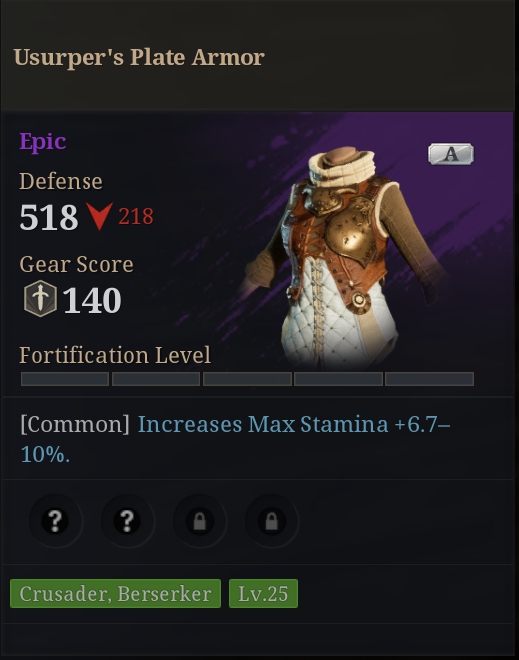 Usurper's Plate Armor
Epic
A
Defense
518 218
Gear Score
140
Fortification Level
[Common] Increases Max Stamina +6.7–
10%.
? ?
Crusader, Berserker Lv.25